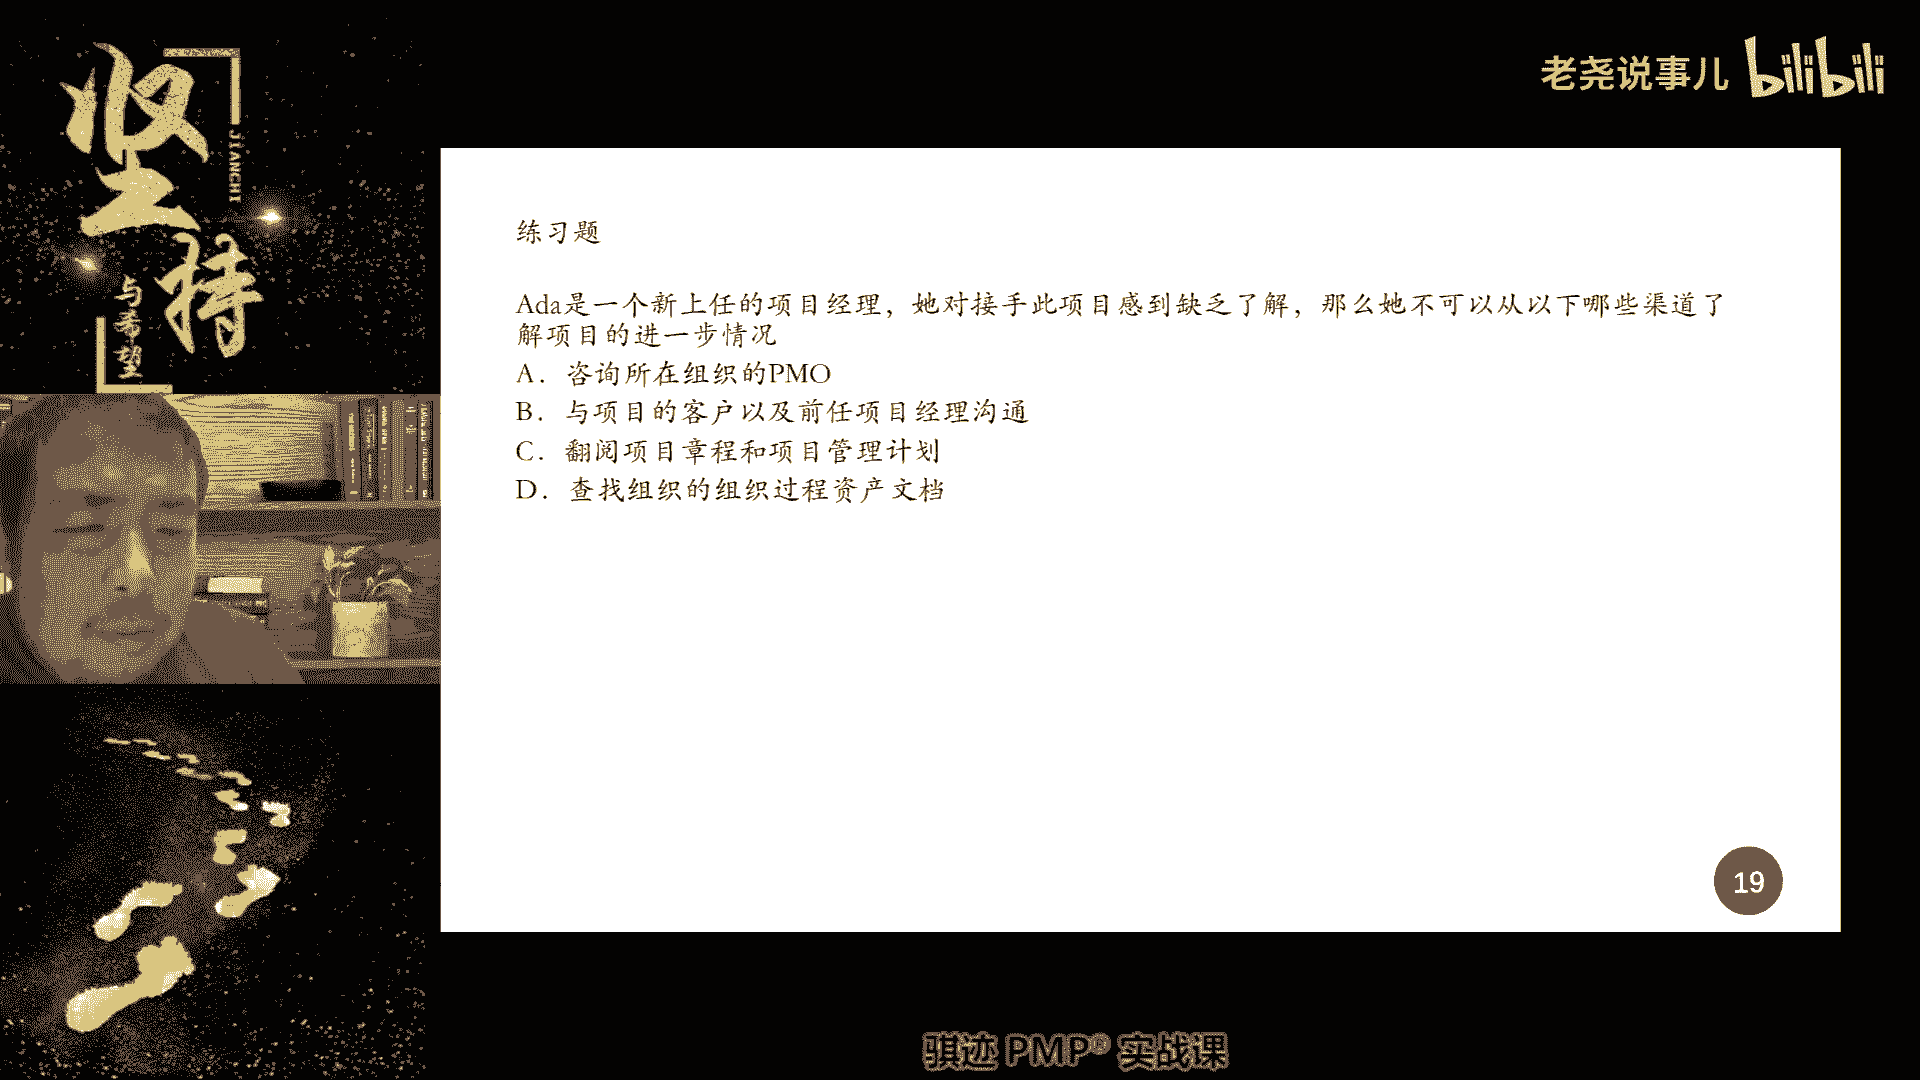 坚持
JIANCHI
与希望
老尧说事儿 bilibili
练习题
Ada是一个新上任的项目经理，她对接手此项目感到缺乏了解，那么她不可以从以下哪些渠道了
解项目的进一步情况
A．咨询所在组织的PMO
B．与项目的客户以及前任项目经理沟通
C．翻阅项目章程和项目管理计划
D．查找组织的组织过程资产文档
19
骐迹 PMP® 实战课